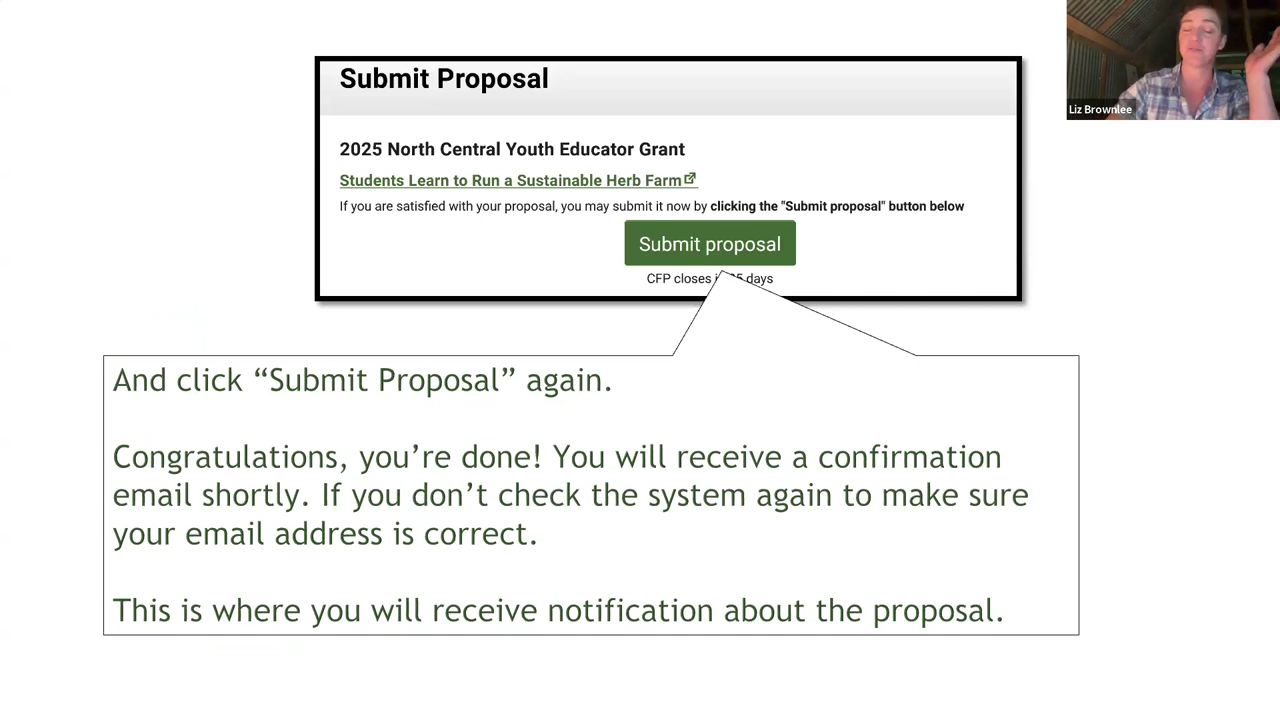 Submit Proposal
Liz Brownlee
2025 North Central Youth Educator Grant
Students Learn to Run a Sustainable Herb Farm
If you are satisfied with your proposal, you may submit it now by clicking the "Submit proposal" button below
Submit proposal
CFP closes days
And click “Submit Proposal” again.
Congratulations, you’re done! You will receive a confirmation
email shortly. If you don’t check the system again to make sure
your email address is correct.
This is where you will receive notification about the proposal.